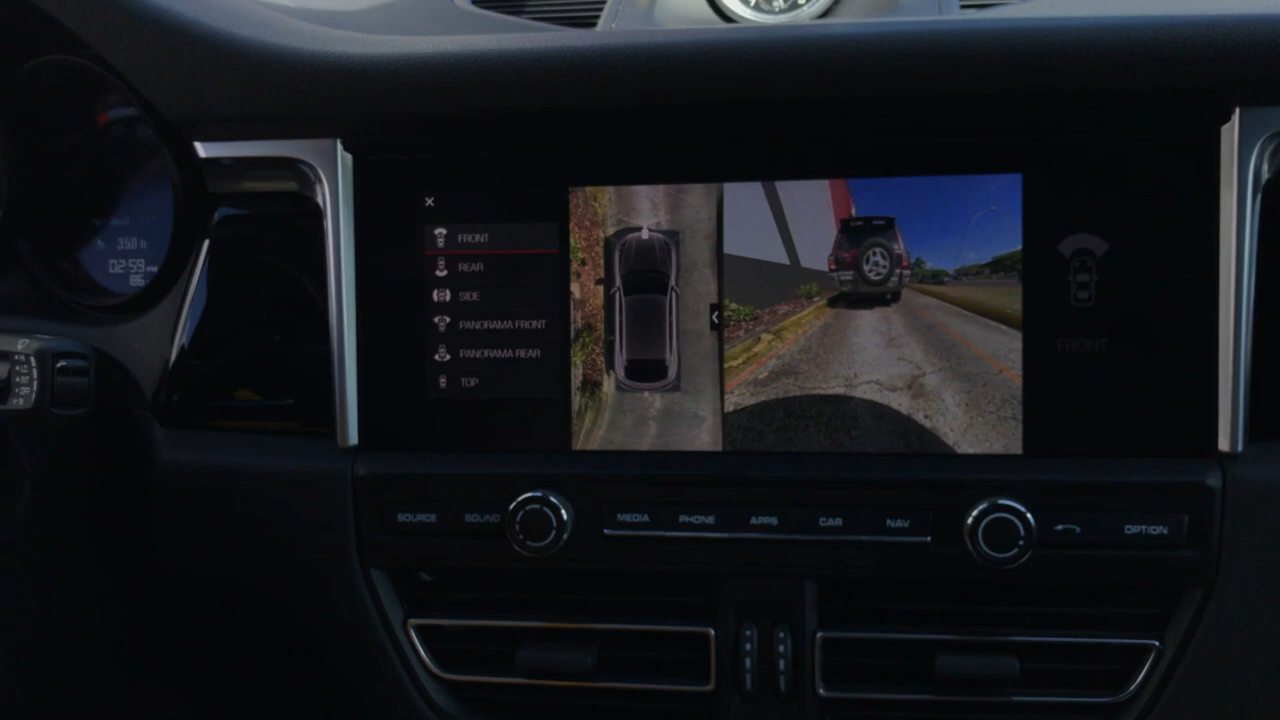 350 ft
02:59
86
FRONT
REAR
SIDE
PANORAMA FRONT
PANORAMA REAR
TOP
FRONT
SOURCE
SOUND
MEDIA
PHONE
APPS
CAR
NAV
OPTION